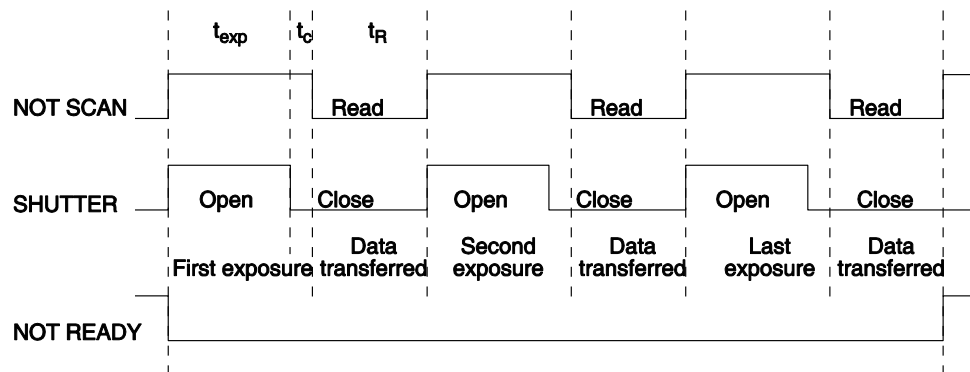 t_exp t_c t_R
NOT SCAN Read Read Read
SHUTTER Open Close Open Close Open Close
Data Second Data Last Data
First exposure transferred exposure transferred exposure transferred
NOT READY